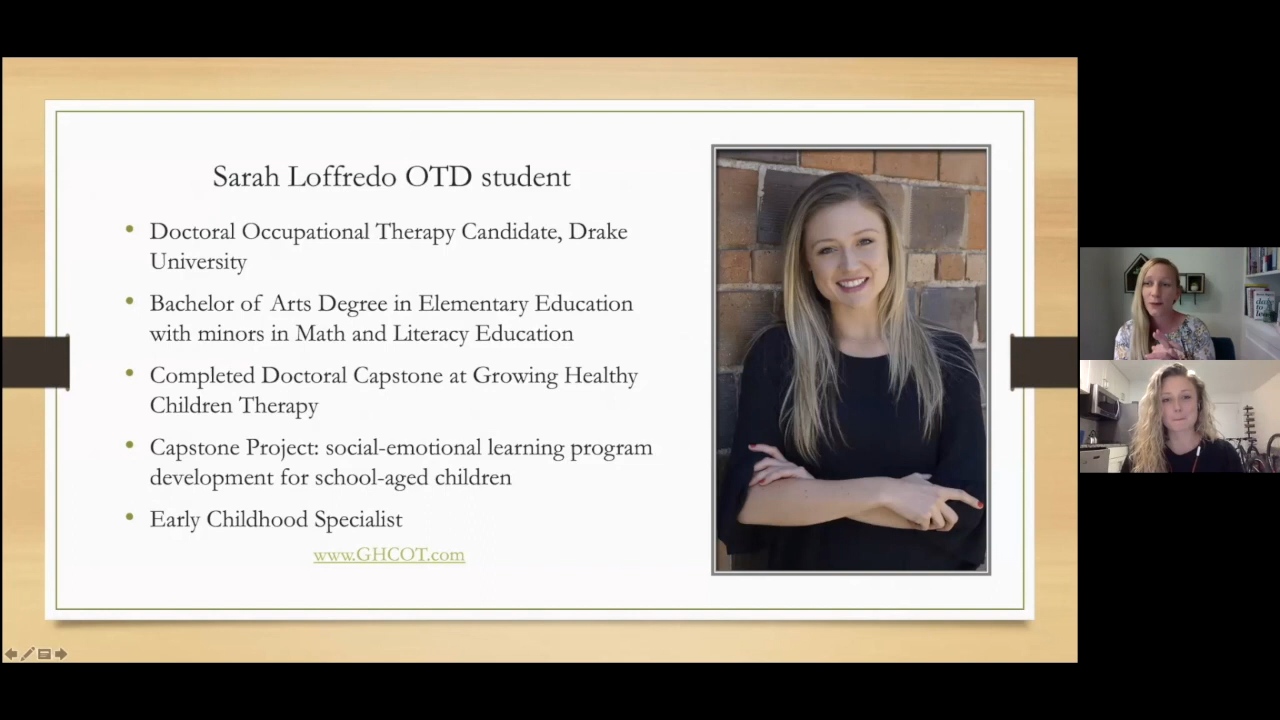 Sarah Loffredo OTD student
• Doctoral Occupational Therapy Candidate, Drake
University
• Bachelor of Arts Degree in Elementary Education
with minors in Math and Literacy Education
• Completed Doctoral Capstone at Growing Healthy
Children Therapy
• Capstone Project: social-emotional learning program
development for school-aged children
• Early Childhood Specialist
www.GHCOT.com